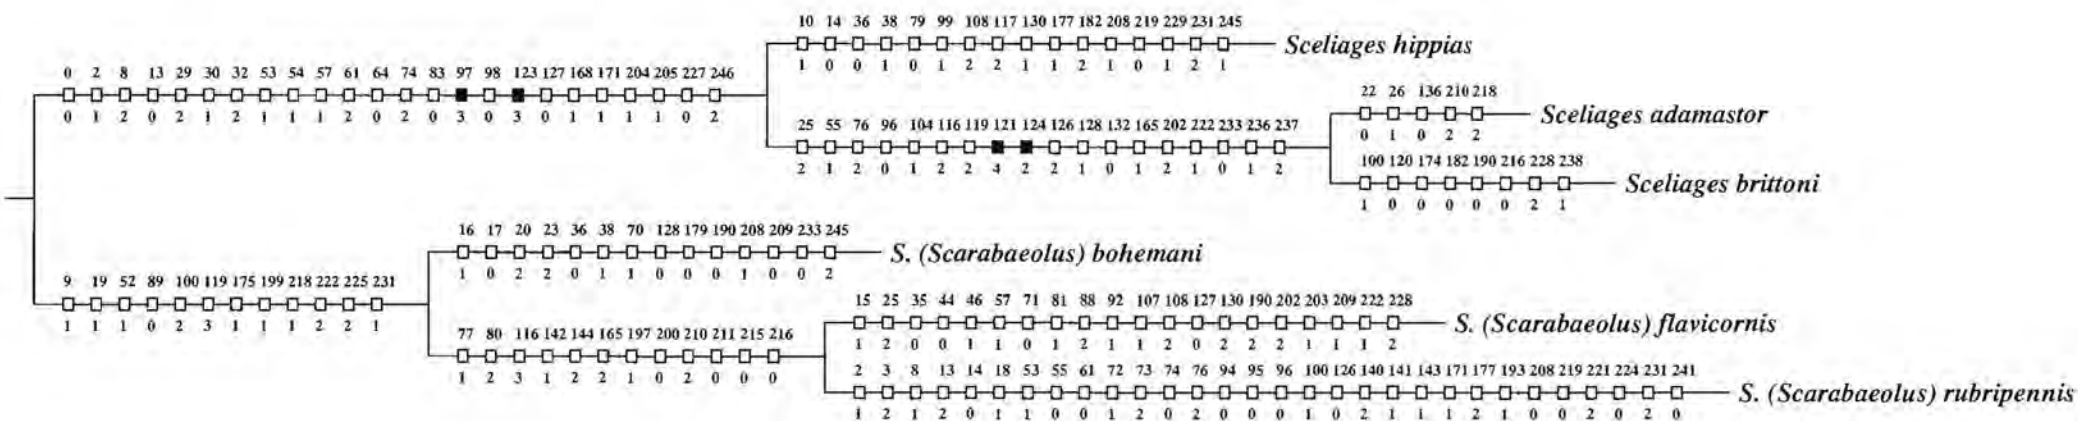 10 14 36 38 79 99 108 117 130 177 182 208 219 229 231 245
Sceliages hippias
1 0 0 1 0 1 2 2 1 1 2 1 0 1 2 1
0 2 8 13 29 30 32 53 54 57 61 64 74 83 97 98 123 127 168 171 204 205 227 246
0 1 2 0 2 1 2 1 1 1 2 0 2 0 3 0 3 0 1 1 1 1 0 2
22 26 136 210 218
Sceliages adamastor
0 1 0 2 2
25 55 76 96 104 116 119 121 124 126 128 132 165 202 222 233 236 237
2 1 2 0 1 2 2 4 2 2 1 0 1 2 1 0 1 2
100 120 174 182 190 216 228 238
Sceliages brittoni
1 0 0 0 0 0 2 1
16 17 20 23 36 38 70 128 179 190 208 209 233 245
S. (Scarabaeolus) bohemani
1 0 2 2 0 1 1 0 0 0 1 0 0 2
9 19 52 89 100 119 175 199 218 222 225 231
1 1 1 0 2 3 1 1 1 2 2 1
15 25 35 44 46 57 71 81 88 92 107 108 127 130 190 202 203 209 222 228
S. (Scarabaeolus) flavicornis
1 2 0 0 1 1 0 1 2 1 1 2 0 2 2 2 1 1 1 2
77 80 116 142 144 165 197 200 210 211 215 216
1 2 3 1 2 2 1 0 2 0 0 0
2 3 8 13 14 18 53 55 61 72 73 74 76 94 95 96 100 126 140 141 143 171 177 193 208 219 221 224 231 241
S. (Scarabaeolus) rubripennis
1 2 1 2 0 1 1 0 0 1 2 0 2 0 0 0 1 0 2 1 1 1 2 1 0 0 2 0 2 0